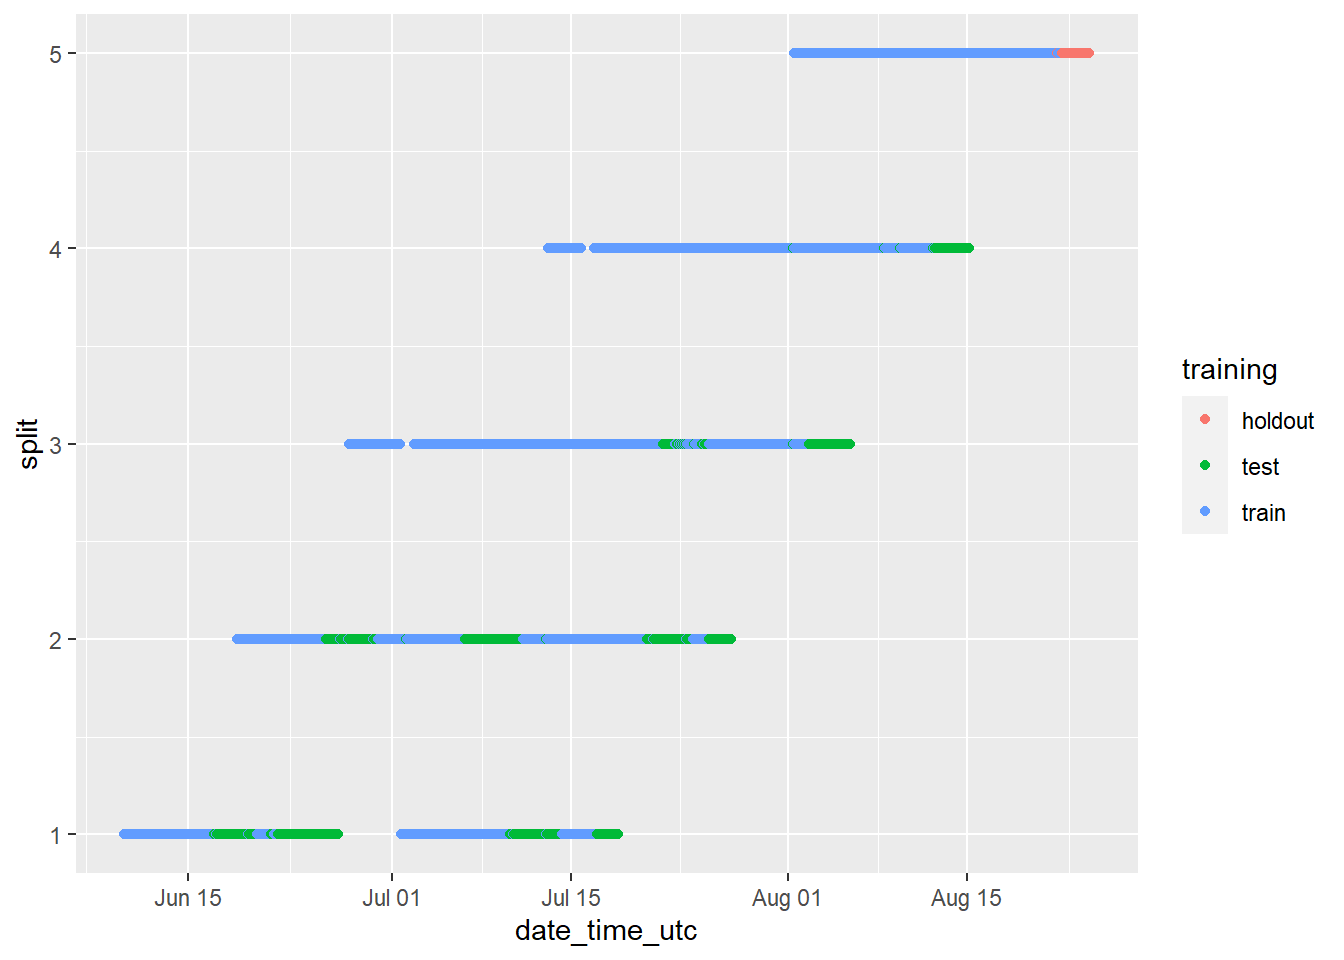 5
4
3
2
1
split
Jun 15
Jul 01
Jul 15
Aug 01
Aug 15
date_time_utc
training
holdout
test
train